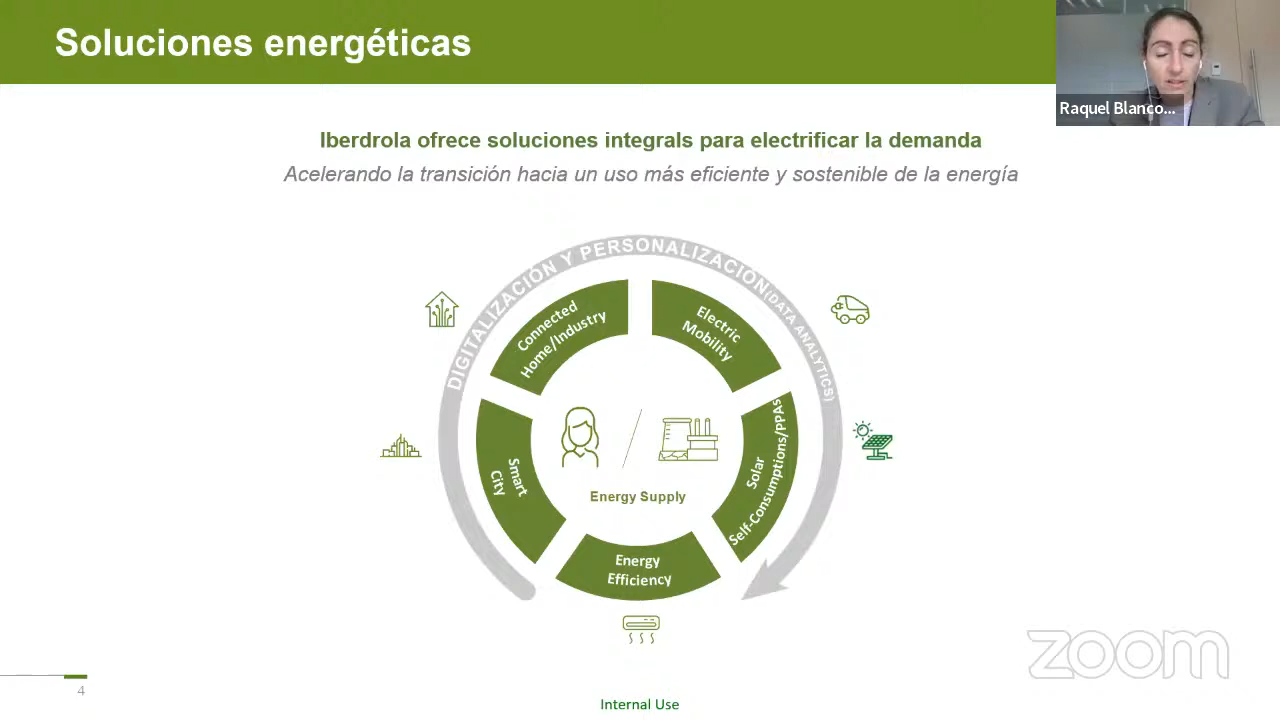 Soluciones energéticas
Raquel Blanco...
Iberdrola ofrece soluciones integrals para electrificar la demanda
Acelerando la transición hacia un uso más eficiente y sostenible de la energía
DIGITALIZACIÓN Y PERSONALIZACIÓN (DATA ANALYTICS)
Connected
Home/Industry
Electric
Mobility
Smart
City
Solar
Self-Consumptions/PPAs
Energy Supply
Energy
Efficiency
zoom
4
Internal Use